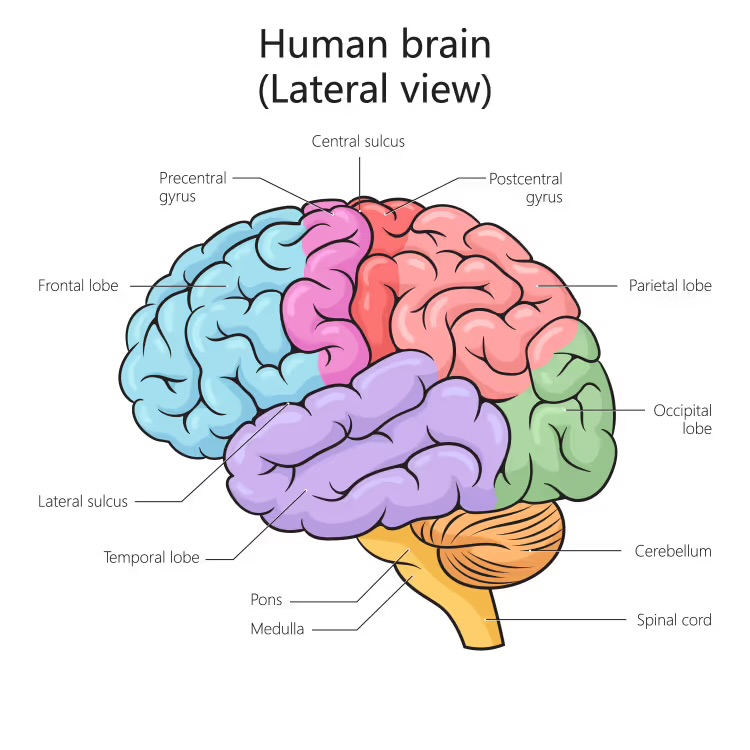 Human brain
(Lateral view)
Central sulcus
Precentral
gyrus
Postcentral
gyrus
Frontal lobe
Parietal lobe
Occipital
lobe
Lateral sulcus
Temporal lobe
Cerebellum
Pons
Medulla
Spinal cord